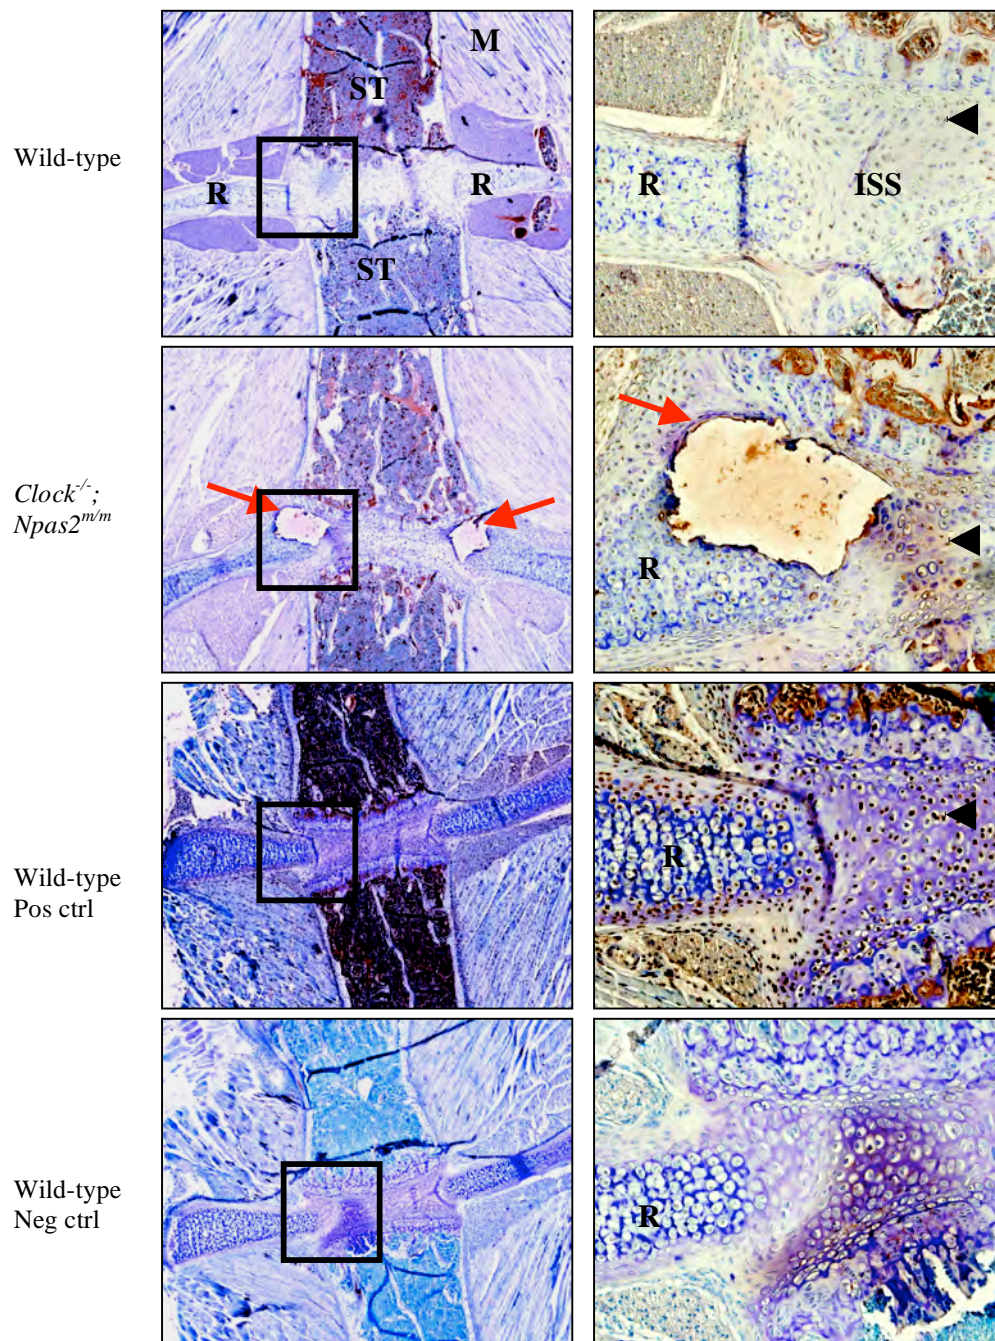 M
ST
Wild-type
R
R
ST
R
ISS
Clock-/-;
Npas2m/m
R
Wild-type
Pos ctrl
R
Wild-type
Neg ctrl
R